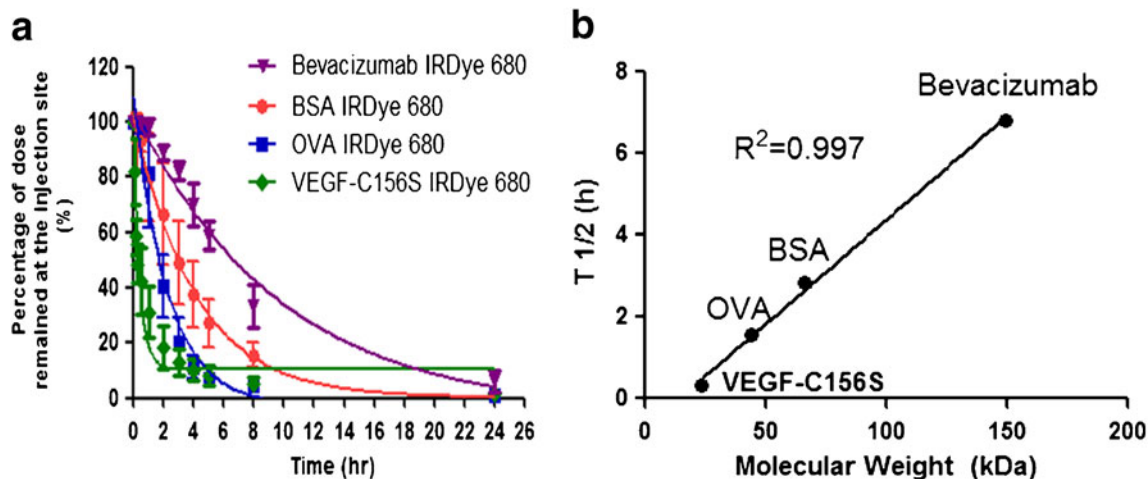 a
120
100
80
60
40
20
0
Percentage of dose
remained at the Injection site
(%)
Bevacizumab IRDye 680
BSA IRDye 680
OVA IRDye 680
VEGF-C156S IRDye 680
0 2 4 6 8 10 12 14 16 18 20 22 24 26
Time (hr)
b
8
6
4
2
0
T 1/2 (h)
Bevacizumab
R²=0.997
BSA
OVA
VEGF-C156S
0 50 100 150 200
Molecular Weight (kDa)